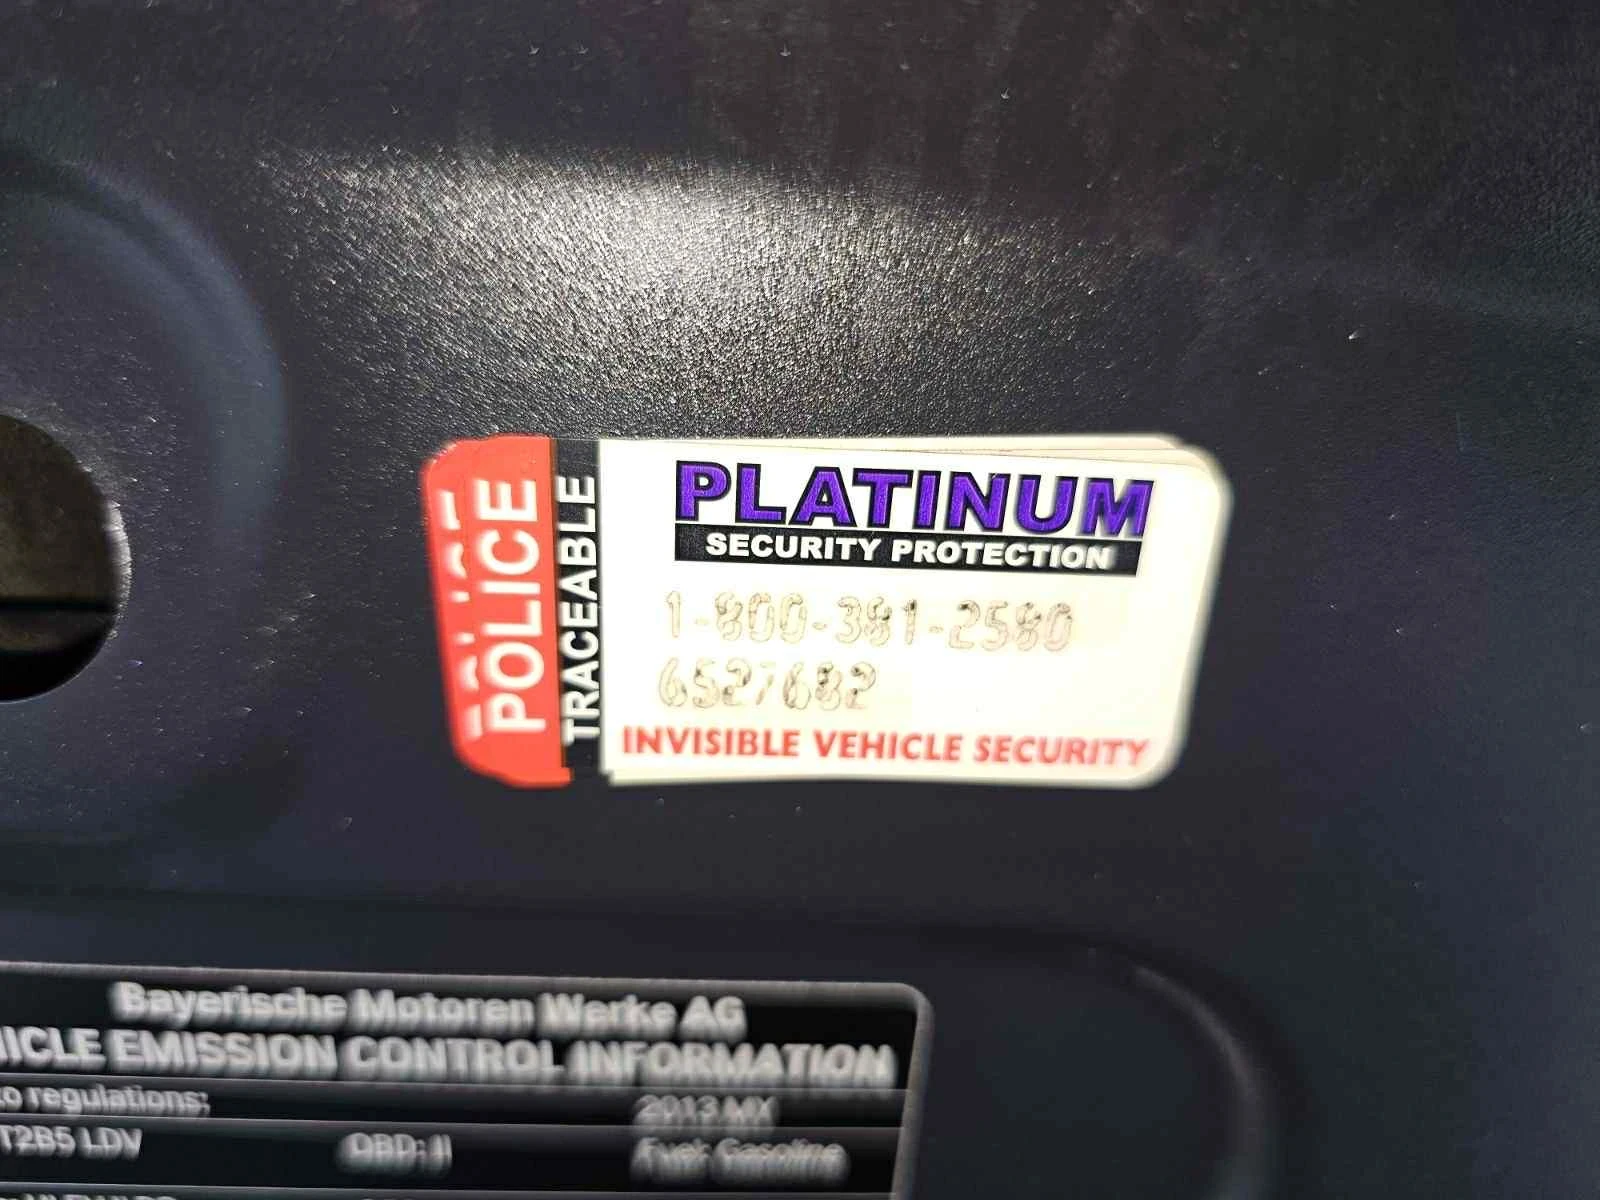 POLICE
TRACEABLE
PLATINUM
SECURITY PROTECTION
1-800-381-2580
6527682
INVISIBLE VEHICLE SECURITY
Bayerische Motoren Werke AG
EMISSION CONTROL INFORMATION
regulations:
2013 MY
T2B5 LDV OBD: II Fuel: Gasoline